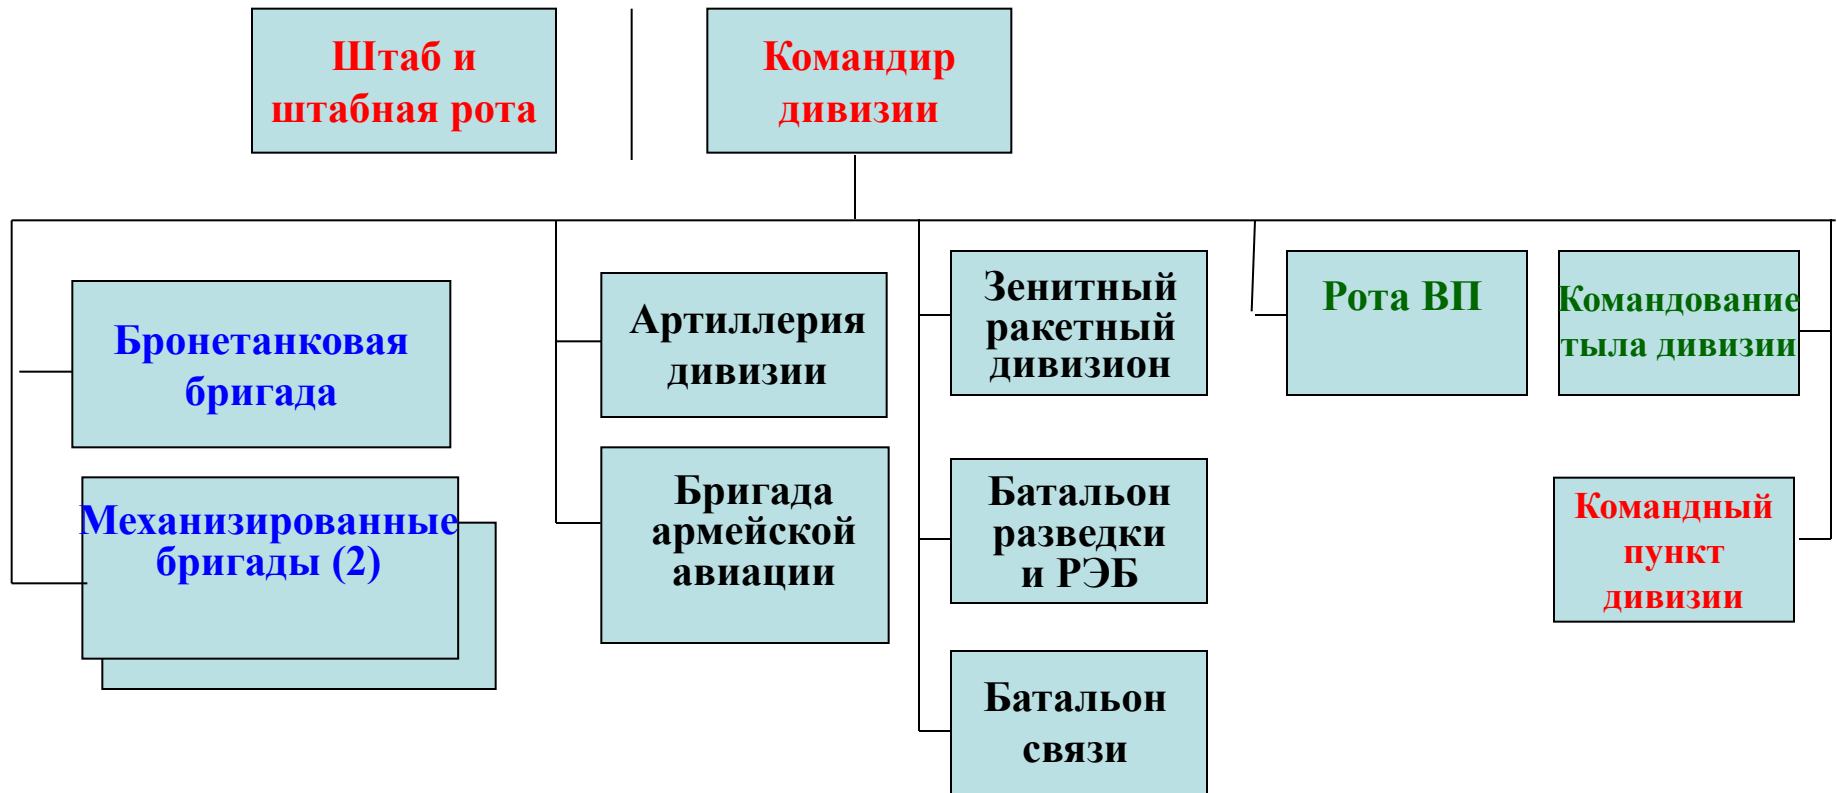 Штаб и
штабная рота
Командир
дивизии
Бронетанковая
бригада
Механизированные
бригады (2)
Артиллерия
дивизии
Бригада
армейской
авиации
Зенитный
ракетный
дивизион
Батальон
разведки
и РЭБ
Батальон
связи
Рота ВП
Командование
тыла дивизии
Командный
пункт
дивизии